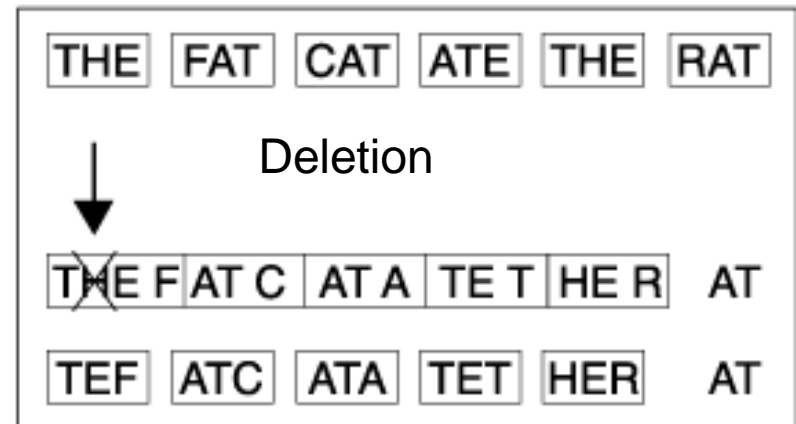 THE FAT CAT ATE THE RAT
Deletion
THE F AT C AT A TE T HE R AT
TEF ATC ATA TET HER AT